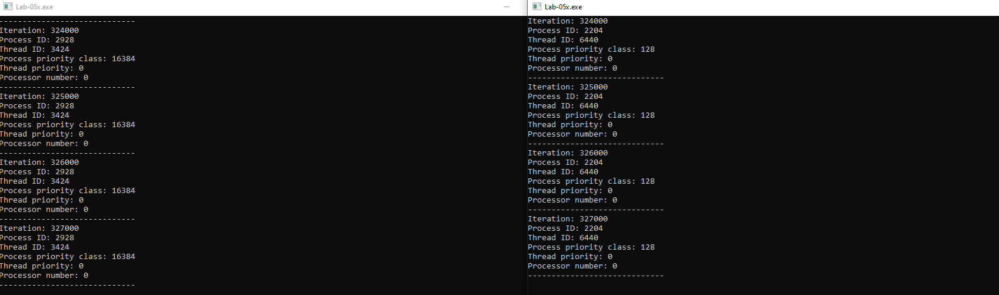 Lab-05x.exe
-----------------------------
Iteration: 324000
Process ID: 2928
Thread ID: 3424
Process priority class: 16384
Thread priority: 0
Processor number: 0
-----------------------------
Iteration: 325000
Process ID: 2928
Thread ID: 3424
Process priority class: 16384
Thread priority: 0
Processor number: 0
-----------------------------
Iteration: 326000
Process ID: 2928
Thread ID: 3424
Process priority class: 16384
Thread priority: 0
Processor number: 0
-----------------------------
Iteration: 327000
Process ID: 2928
Thread ID: 3424
Process priority class: 16384
Thread priority: 0
Processor number: 0
-----------------------------
Lab-05x.exe
Iteration: 324000
Process ID: 2204
Thread ID: 6440
Process priority class: 128
Thread priority: 0
Processor number: 0
-----------------------------
Iteration: 325000
Process ID: 2204
Thread ID: 6440
Process priority class: 128
Thread priority: 0
Processor number: 0
-----------------------------
Iteration: 326000
Process ID: 2204
Thread ID: 6440
Process priority class: 128
Thread priority: 0
Processor number: 0
-----------------------------
Iteration: 327000
Process ID: 2204
Thread ID: 6440
Process priority class: 128
Thread priority: 0
Processor number: 0
-----------------------------